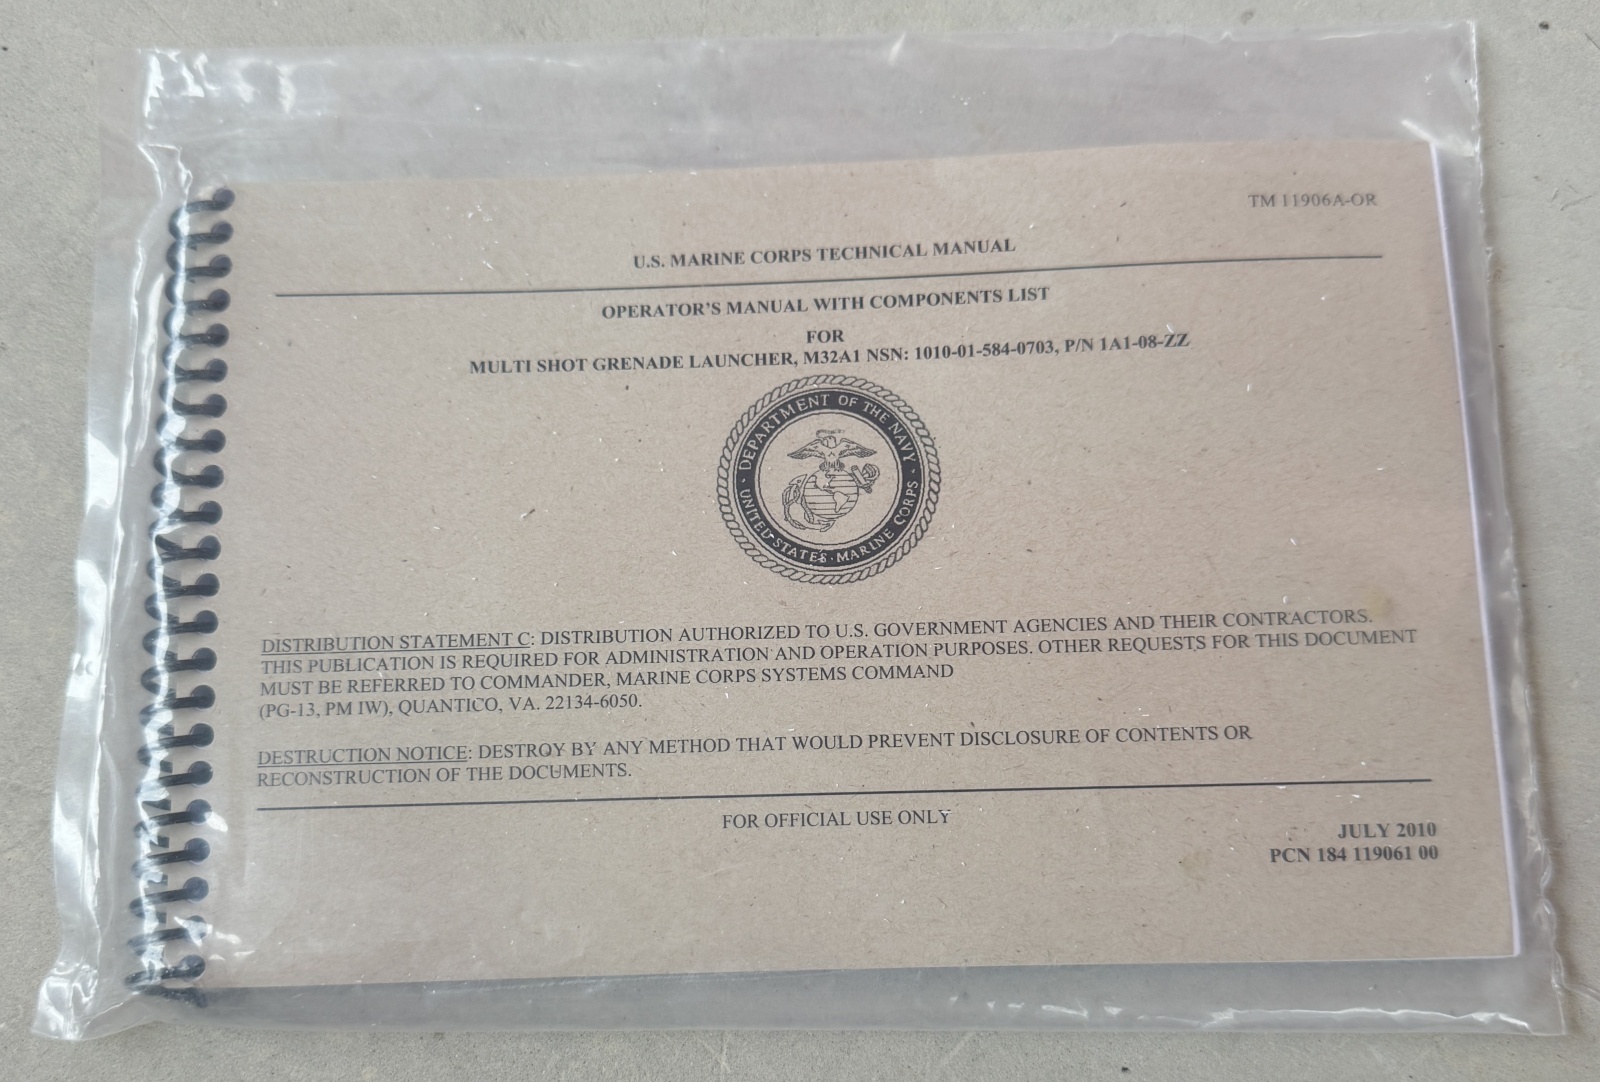 TM 11906A-OR
U.S. MARINE CORPS TECHNICAL MANUAL
OPERATOR'S MANUAL WITH COMPONENTS LIST
FOR
MULTI SHOT GRENADE LAUNCHER, M32A1 NSN: 1010-01-584-0703, P/N 1A1-08-ZZ
DEPARTMENT OF THE NAVY
UNITED STATES · MARINE CORPS
DISTRIBUTION STATEMENT C: DISTRIBUTION AUTHORIZED TO U.S. GOVERNMENT AGENCIES AND THEIR CONTRACTORS.
THIS PUBLICATION IS REQUIRED FOR ADMINISTRATION AND OPERATION PURPOSES. OTHER REQUESTS FOR THIS DOCUMENT
MUST BE REFERRED TO COMMANDER, MARINE CORPS SYSTEMS COMMAND
(PG-13, PM IW), QUANTICO, VA. 22134-6050.
DESTRUCTION NOTICE: DESTROY BY ANY METHOD THAT WOULD PREVENT DISCLOSURE OF CONTENTS OR
RECONSTRUCTION OF THE DOCUMENTS.
FOR OFFICIAL USE ONLY
JULY 2010
PCN 184 119061 00